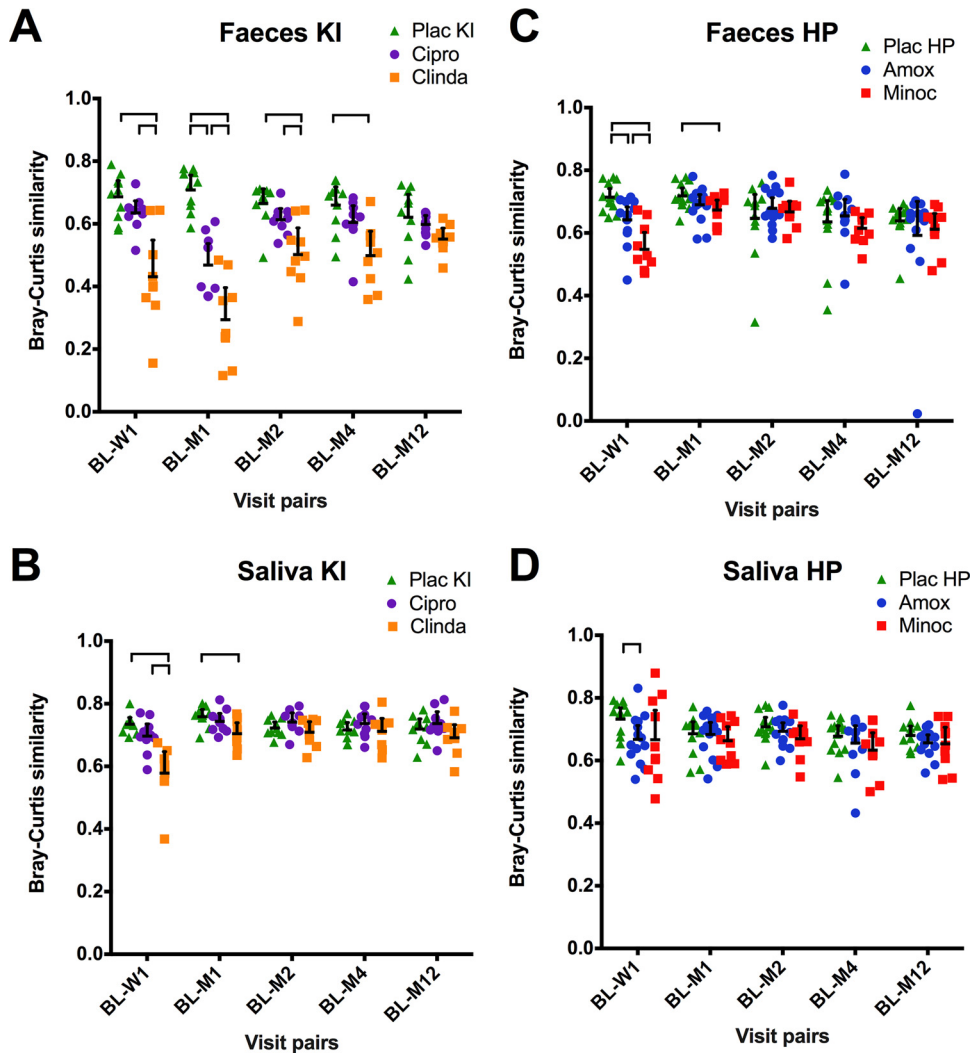 A
Faeces KI
Plac KI
Cipro
Clinda
Bray-Curtis similarity
1.0
0.8
0.6
0.4
0.2
0.0
BL-W1
BL-M1
BL-M2
BL-M4
BL-M12
Visit pairs
C
Faeces HP
Plac HP
Amox
Minoc
Bray-Curtis similarity
1.0
0.8
0.6
0.4
0.2
0.0
BL-W1
BL-M1
BL-M2
BL-M4
BL-M12
Visit pairs
B
Saliva KI
Plac KI
Cipro
Clinda
Bray-Curtis similarity
1.0
0.8
0.6
0.4
0.2
0.0
BL-W1
BL-M1
BL-M2
BL-M4
BL-M12
Visit pairs
D
Saliva HP
Plac HP
Amox
Minoc
Bray-Curtis similarity
1.0
0.8
0.6
0.4
0.2
0.0
BL-W1
BL-M1
BL-M2
BL-M4
BL-M12
Visit pairs